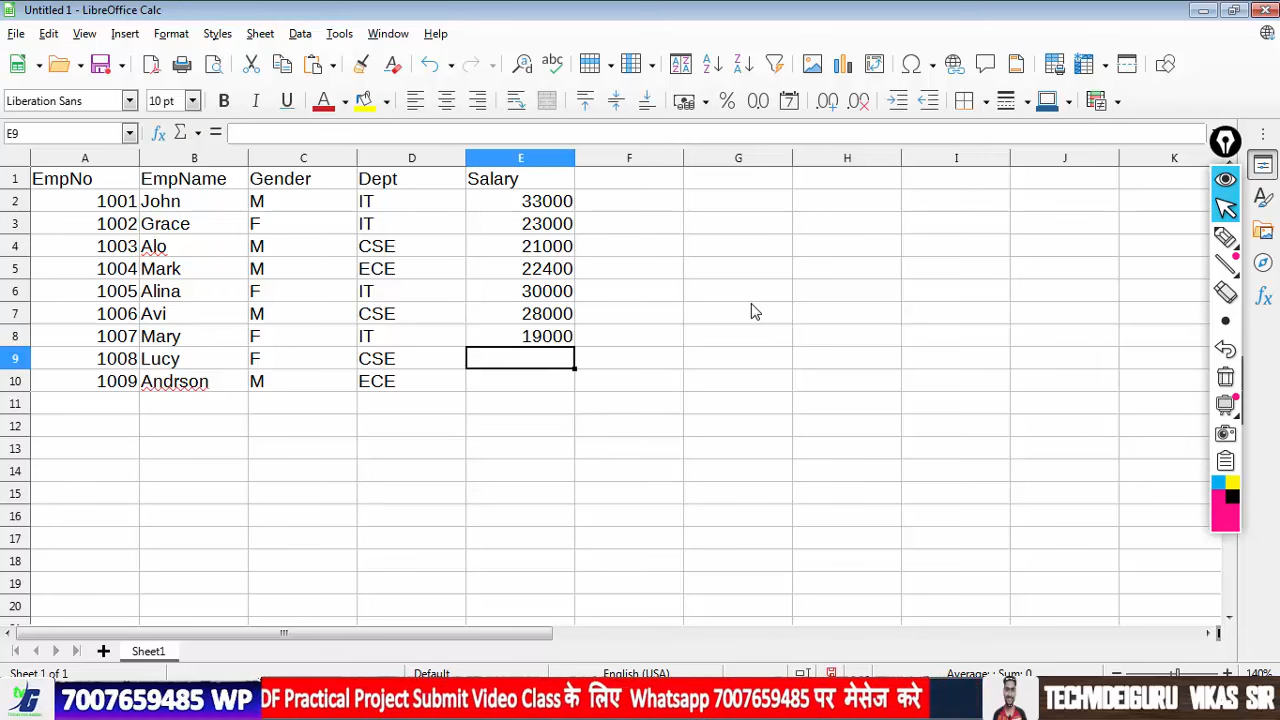 Untitled 1 - LibreOffice Calc
File Edit View Insert Format Styles Sheet Data Tools Window Help
Liberation Sans 10 pt
E9
A B C D E F G H I J K
1 EmpNo EmpName Gender Dept Salary
2 1001 John M IT 33000
3 1002 Grace F IT 23000
4 1003 Alo M CSE 21000
5 1004 Mark M ECE 22400
6 1005 Alina F IT 30000
7 1006 Avi M CSE 28000
8 1007 Mary F IT 19000
9 1008 Lucy F CSE
10 1009 Andrson M ECE
11
12
13
14
15
16
17
18
19
20
Sheet1
Sheet 1 of 1 Default English (USA) Average: ; Sum: 0 140%
7007659485 WP DF Practical Project Submit Video Class के लिए Whatsapp 7007659485 पर मेसेज करे TECHMDEIGURU VIKAS SIR